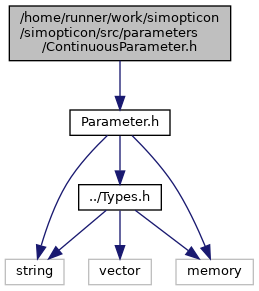 /home/runner/work/simopticon
/simopticon/src/parameters
/ContinuousParameter.h
Parameter.h
../Types.h
string
vector
memory